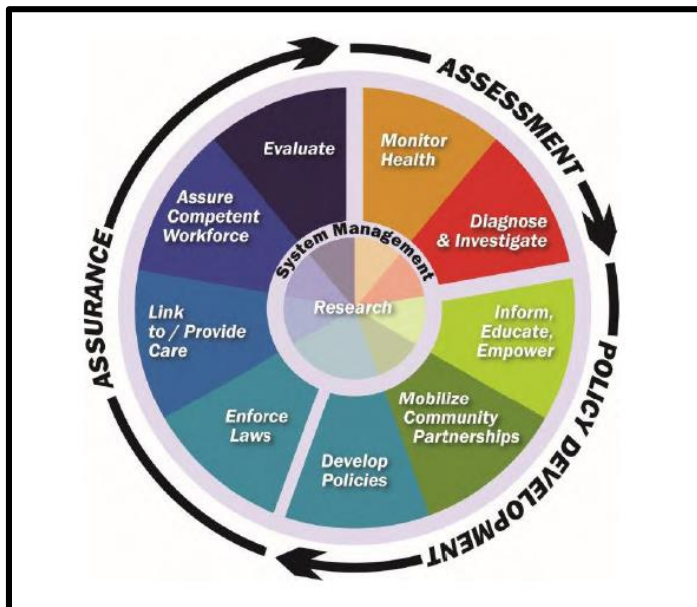 ASSESSMENT
POLICY DEVELOPMENT
ASSURANCE
Evaluate
Monitor
Health
Assure
Competent
Workforce
Diagnose
& Investigate
System Management
Research
Link
to / Provide
Care
Inform,
Educate,
Empower
Enforce
Laws
Mobilize
Community
Partnerships
Develop
Policies